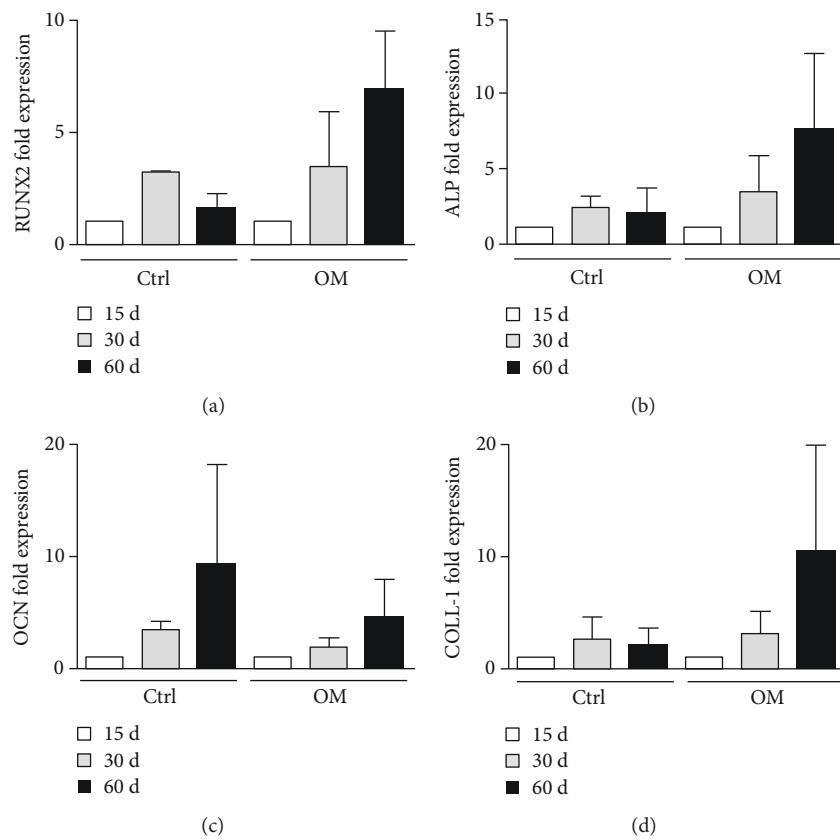 RUNX2 fold expression
10
5
0
Ctrl
OM
15 d
30 d
60 d
(a)
ALP fold expression
15
10
5
0
Ctrl
OM
15 d
30 d
60 d
(b)
OCN fold expression
20
10
0
Ctrl
OM
15 d
30 d
60 d
(c)
COLL-1 fold expression
20
10
0
Ctrl
OM
15 d
30 d
60 d
(d)